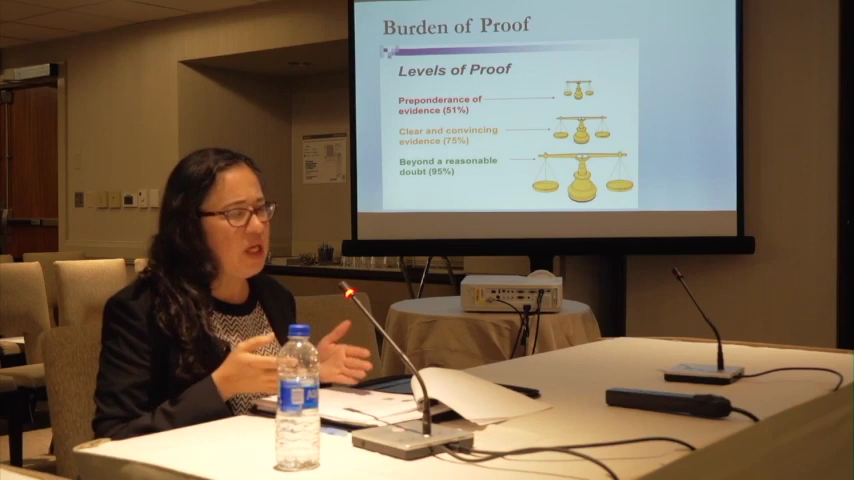 Burden of Proof
Levels of Proof
Preponderance of
evidence (51%)
Clear and convincing
evidence (75%)
Beyond a reasonable
doubt (95%)